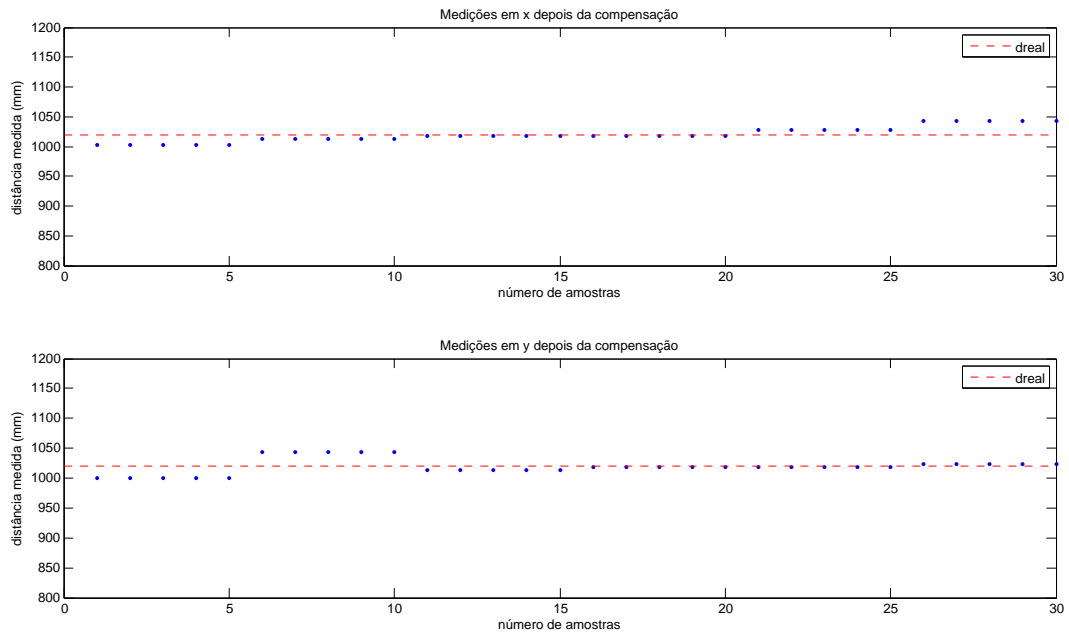 Medições em x depois da compensação
1200
1150
1100
1050
1000
950
900
850
800
distância medida (mm)
dreal
0 5 10 15 20 25 30
número de amostras
Medições em y depois da compensação
1200
1150
1100
1050
1000
950
900
850
800
distância medida (mm)
dreal
0 5 10 15 20 25 30
número de amostras